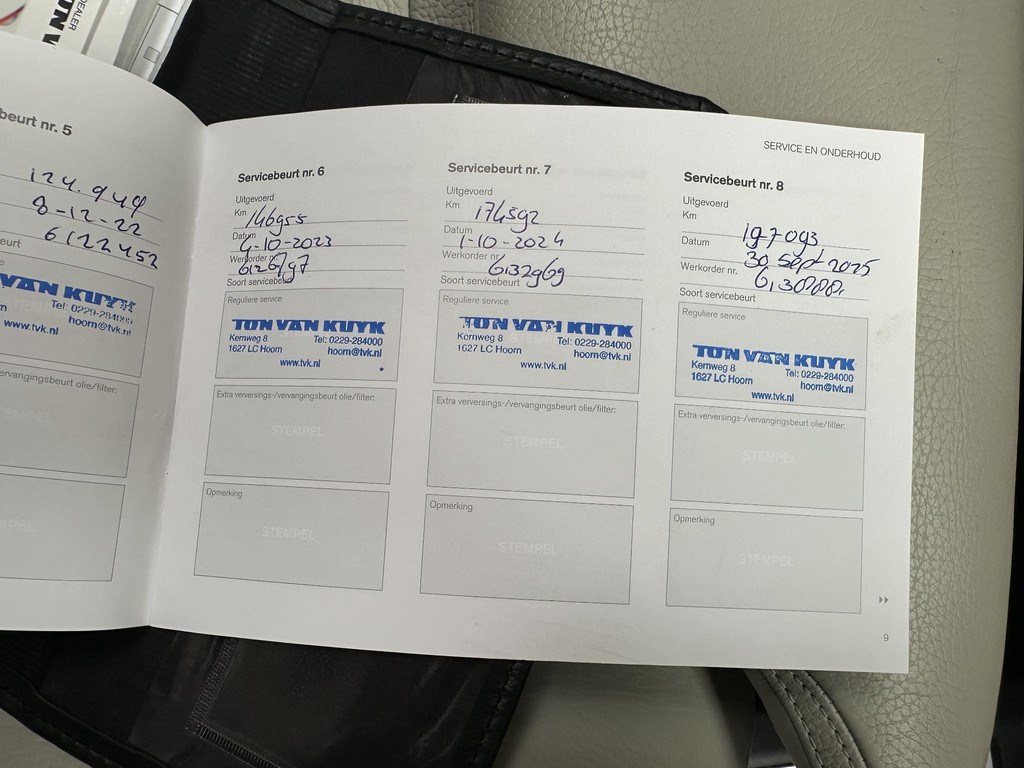 DEALER
beurt nr. 5
124.944
8-12-22
6122452
eurt
VAN KUYK
Tel: 0229-284000
hoorn@tvk.nl
www.tvk.nl
ervangingsbeurt olie/filter:
STEMPEL
SERVICE EN ONDERHOUD
Servicebeurt nr. 6
Uitgevoerd
Km 146955
Datum 4-10-2023
Werkorder nr.
Soort servicebeurt
Reguliere service
TON VAN KUYK
Kernweg 8 Tel: 0229-284000
1627 LC Hoorn hoorn@tvk.nl
www.tvk.nl
Extra verversings-/vervangingsbeurt olie/filter:
STEMPEL
Opmerking
STEMPEL
Servicebeurt nr. 7
Uitgevoerd
Km 174592
Datum 1-10-2024
Werkorder nr. 6132969
Soort servicebeurt
Reguliere service
TON VAN KUYK
Kernweg 8 Tel: 0229-284000
1627 LC Hoorn hoorn@tvk.nl
www.tvk.nl
Extra verversings-/vervangingsbeurt olie/filter:
STEMPEL
Opmerking
STEMPEL
Servicebeurt nr. 8
Uitgevoerd
Km 197093
Datum 30 sept 2025
Werkorder nr.
Soort servicebeurt
Reguliere service
TON VAN KUYK
Kernweg 8 Tel: 0229-284000
1627 LC Hoorn hoorn@tvk.nl
www.tvk.nl
Extra verversings-/vervangingsbeurt olie/filter:
STEMPEL
Opmerking
STEMPEL
9